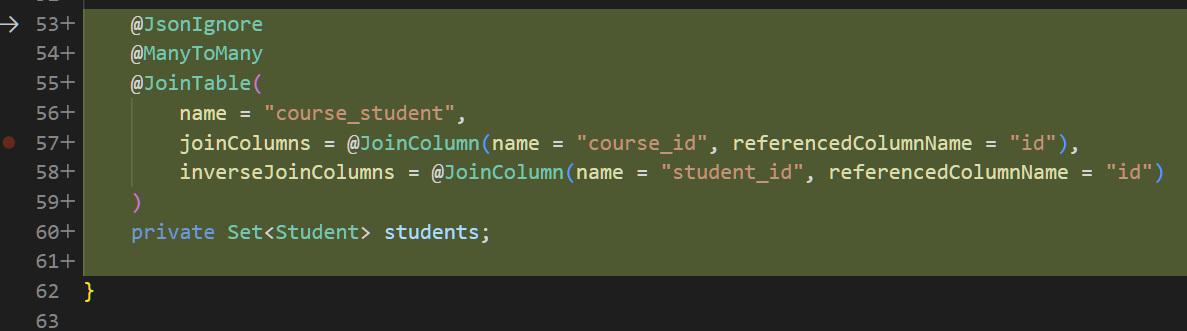 53+ @JsonIgnore
54+ @ManyToMany
55+ @JoinTable(
56+ name = "course_student",
57+ joinColumns = @JoinColumn(name = "course_id", referencedColumnName = "id"),
58+ inverseJoinColumns = @JoinColumn(name = "student_id", referencedColumnName = "id")
59+ )
60+ private Set<Student> students;
61+
62 }
63